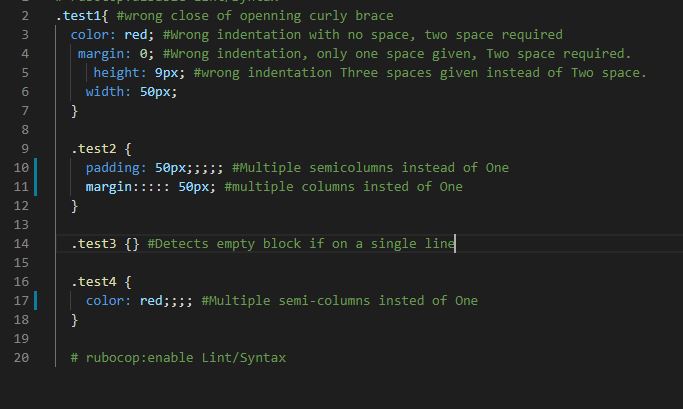 # rubocop:disable Lint/Syntax
2 .test1{ #wrong close of openning curly brace
3 color: red; #Wrong indentation with no space, two space required
4 margin: 0; #Wrong indentation, only one space given, Two space required.
5 height: 9px; #wrong indentation Three spaces given instead of Two space.
6 width: 50px;
7 }
8
9 .test2 {
10 padding: 50px;;;;; #Multiple semicolumns instead of One
11 margin::::: 50px; #multiple columns insted of One
12 }
13
14 .test3 {} #Detects empty block if on a single line
15
16 .test4 {
17 color: red;;;; #Multiple semi-columns insted of One
18 }
19
20 # rubocop:enable Lint/Syntax